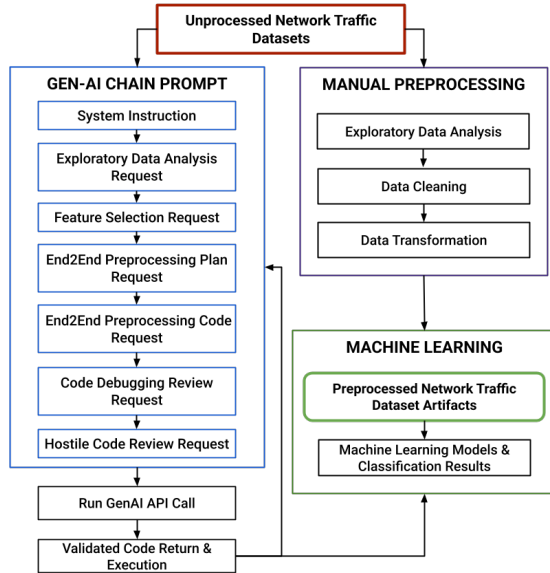 Unprocessed Network Traffic
Datasets
GEN-AI CHAIN PROMPT
System Instruction
Exploratory Data Analysis
Request
Feature Selection Request
End2End Preprocessing Plan
Request
End2End Preprocessing Code
Request
Code Debugging Review
Request
Hostile Code Review Request
Run GenAI API Call
Validated Code Return &
Execution
MANUAL PREPROCESSING
Exploratory Data Analysis
Data Cleaning
Data Transformation
MACHINE LEARNING
Preprocessed Network Traffic
Dataset Artifacts
Machine Learning Models &
Classification Results